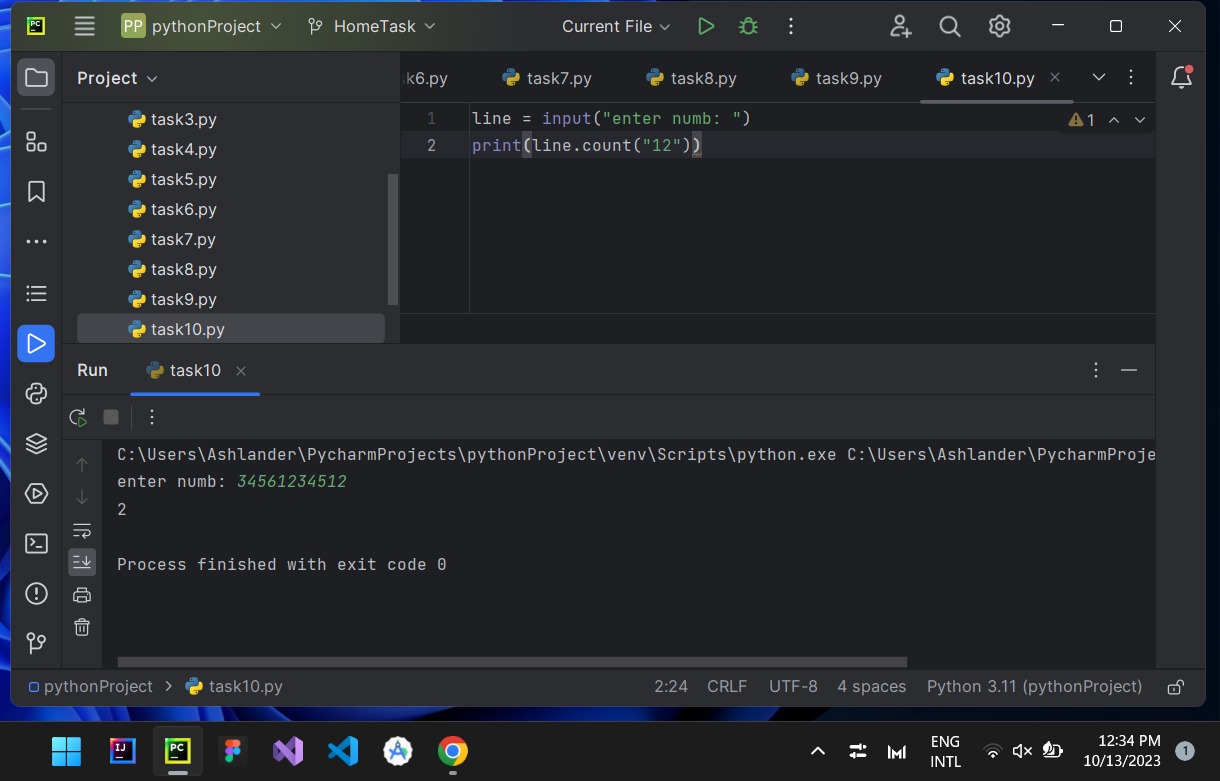 PC
PP pythonProject
HomeTask
Current File
Project
k6.py
task7.py
task8.py
task9.py
task10.py
task3.py
task4.py
task5.py
task6.py
task7.py
task8.py
task9.py
task10.py
1 line = input("enter numb: ")
2 print(line.count("12"))
1
Run
task10
C:\Users\Ashlander\PycharmProjects\pythonProject\venv\Scripts\python.exe C:\Users\Ashlander\PycharmProje
enter numb: 34561234512
2
Process finished with exit code 0
pythonProject > task10.py
2:24 CRLF UTF-8 4 spaces Python 3.11 (pythonProject)
IJ
PC
ENG
INTL
12:34 PM
10/13/2023
1